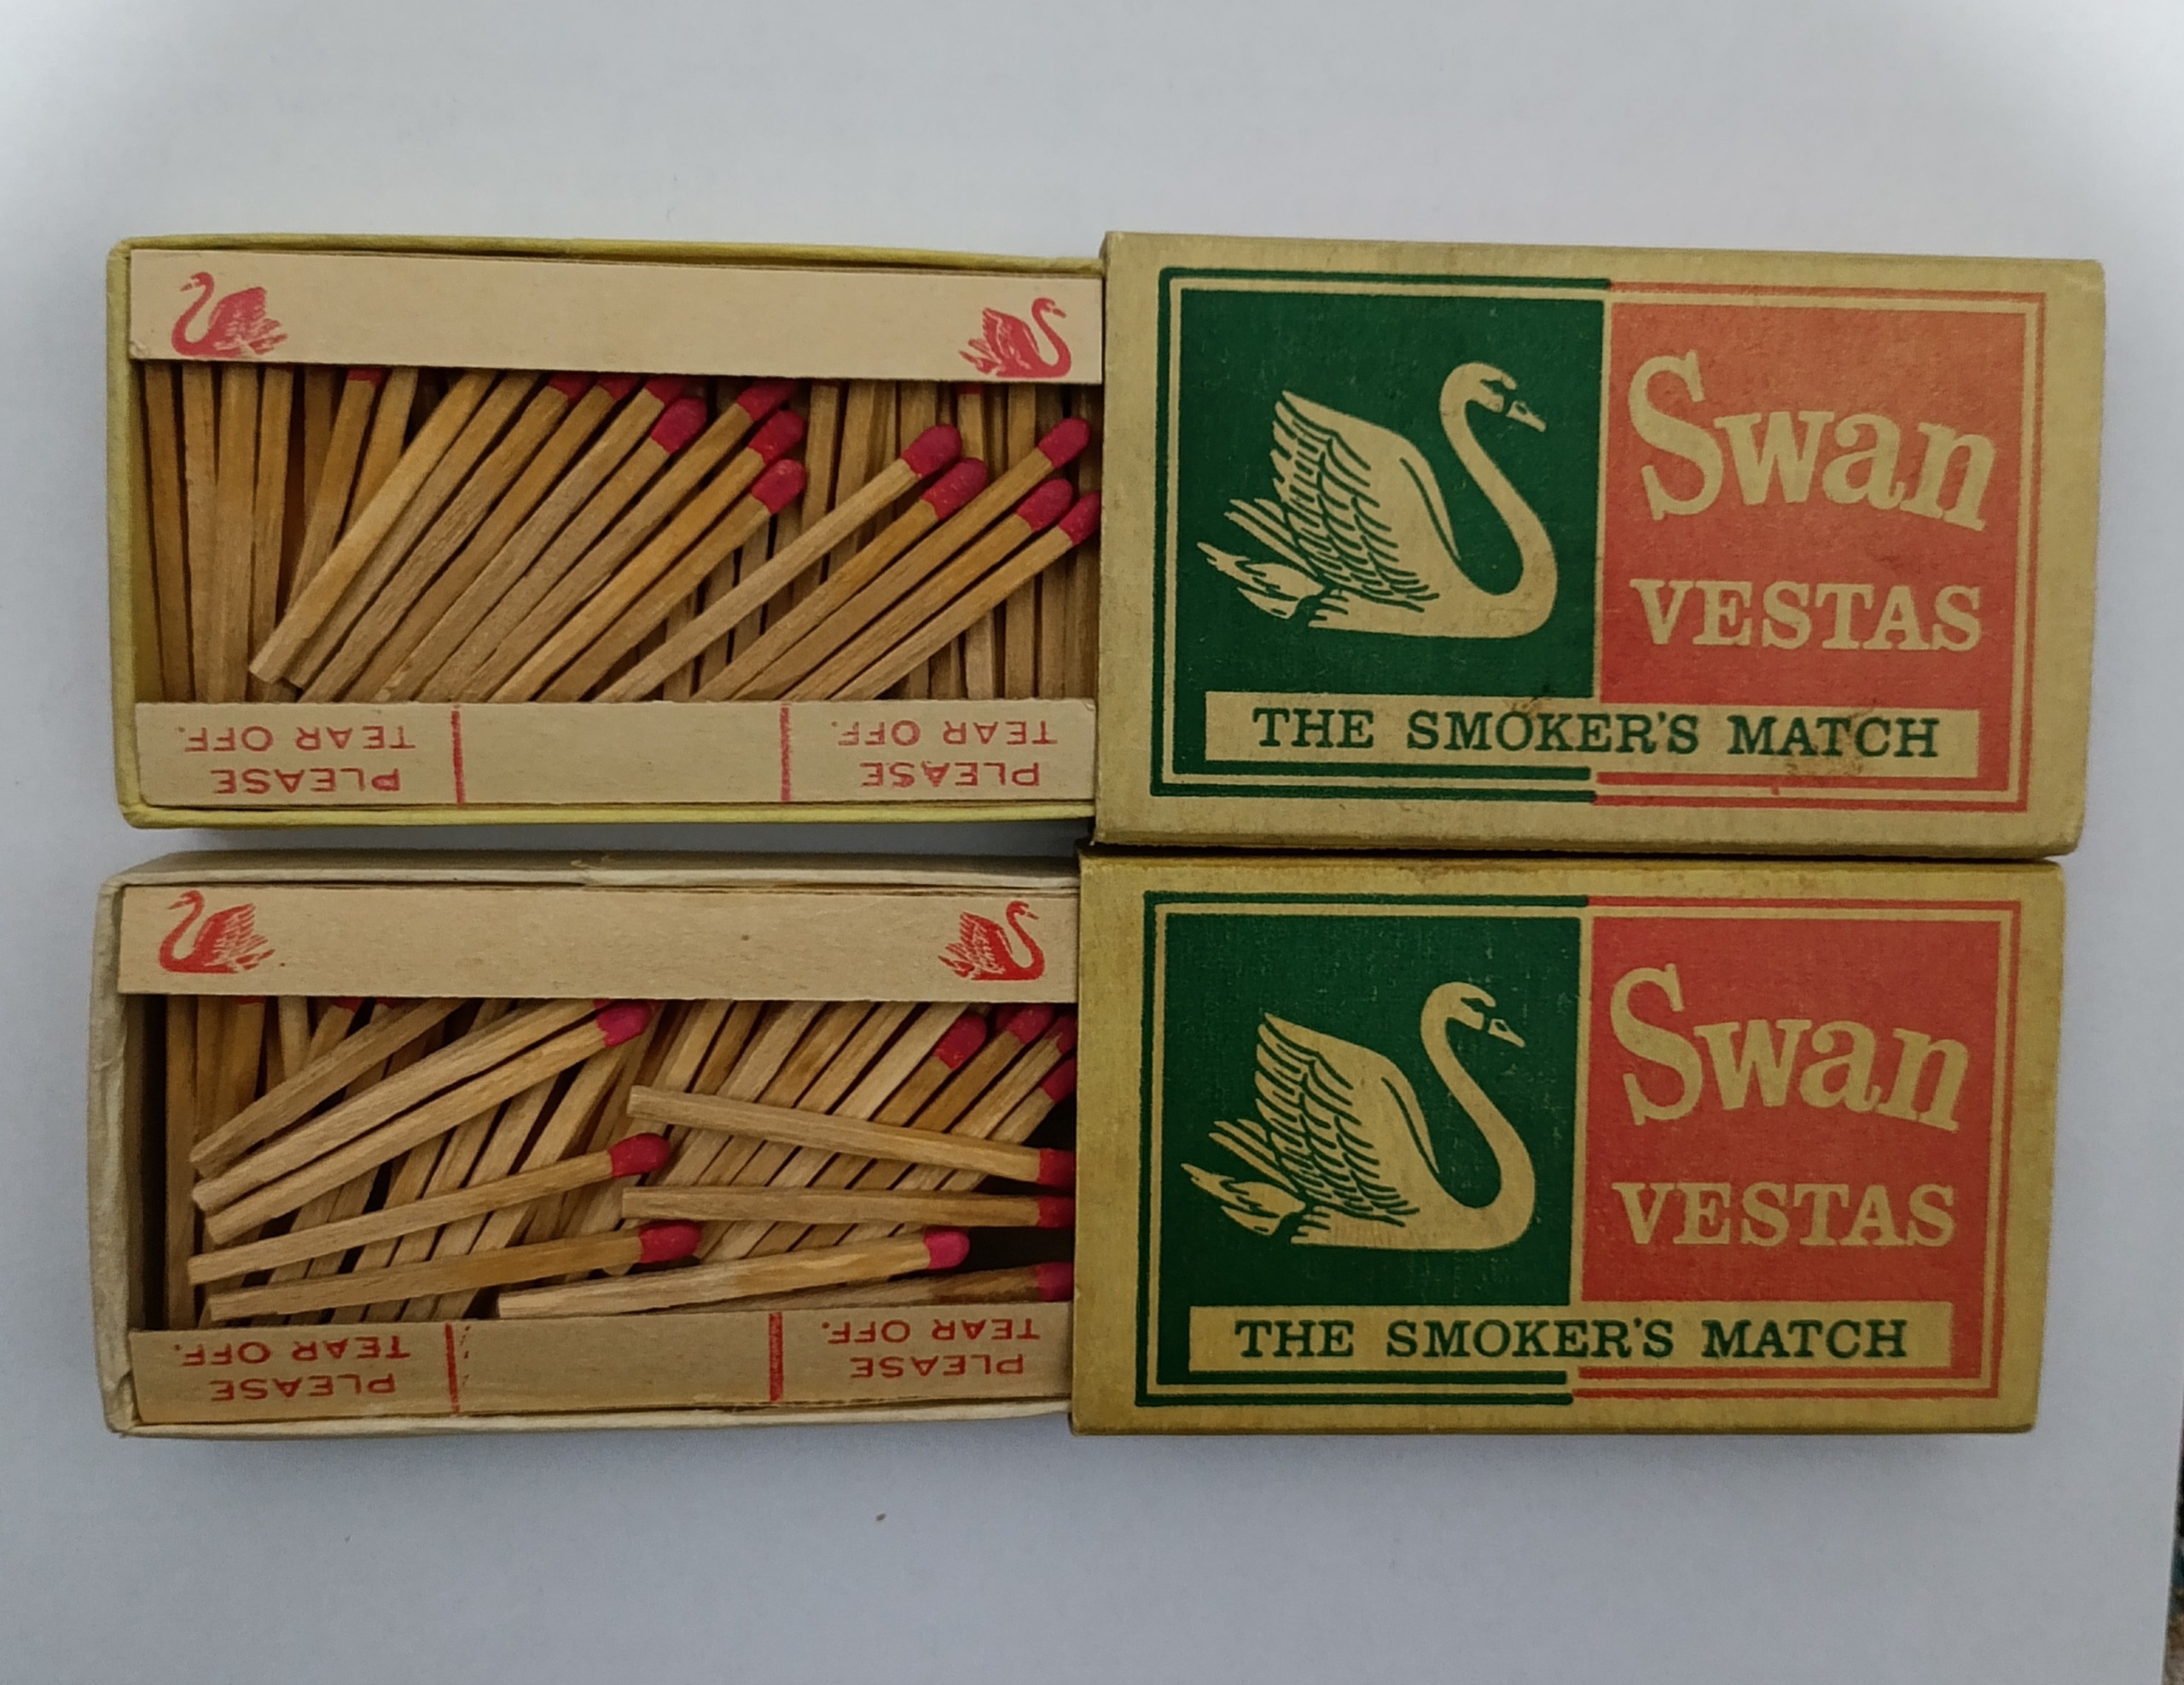 Swan
VESTAS
THE SMOKER'S MATCH
PLEASE
TEAR OFF.
PLEASE
TEAR OFF.
Swan
VESTAS
THE SMOKER'S MATCH
PLEASE
TEAR OFF.
PLEASE
TEAR OFF.